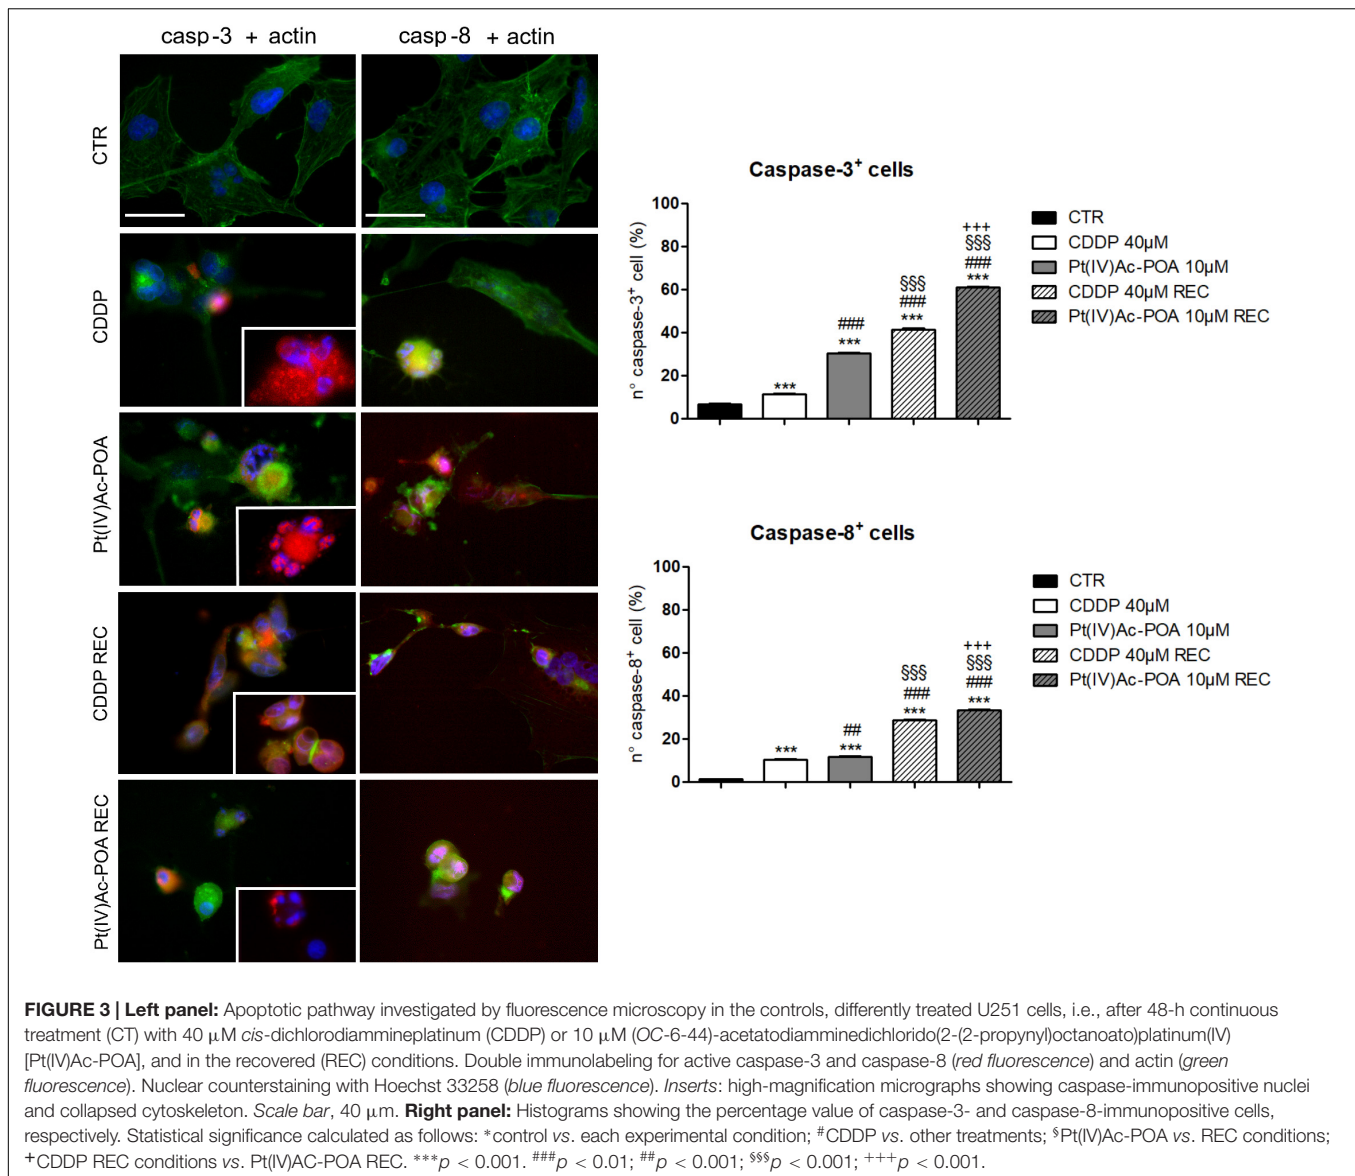 casp-3 + actin
casp-8 + actin
CTR
CDDP
Pt(IV)Ac-POA
CDDP REC
Pt(IV)Ac-POA REC
Caspase-3⁺ cells
n° caspase-3⁺ cell (%)
100
80
60
40
20
0
***
###
***
§§§
###
***
+++
§§§
###
***
CTR
CDDP 40µM
Pt(IV)Ac-POA 10µM
CDDP 40µM REC
Pt(IV)Ac-POA 10µM REC
Caspase-8⁺ cells
n° caspase-8⁺ cell (%)
100
80
60
40
20
0
***
##
***
§§§
###
***
+++
§§§
###
***
CTR
CDDP 40µM
Pt(IV)Ac-POA 10µM
CDDP 40µM REC
Pt(IV)Ac-POA 10µM REC
FIGURE 3 | Left panel: Apoptotic pathway investigated by fluorescence microscopy in the controls, differently treated U251 cells, i.e., after 48-h continuous
treatment (CT) with 40 µM cis-dichlorodiammineplatinum (CDDP) or 10 µM (OC-6-44)-acetatodiamminedichlorido(2-(2-propynyl)octanoato)platinum(IV)
[Pt(IV)Ac-POA], and in the recovered (REC) conditions. Double immunolabeling for active caspase-3 and caspase-8 (red fluorescence) and actin (green
fluorescence). Nuclear counterstaining with Hoechst 33258 (blue fluorescence). Inserts: high-magnification micrographs showing caspase-immunopositive nuclei
and collapsed cytoskeleton. Scale bar, 40 µm. Right panel: Histograms showing the percentage value of caspase-3- and caspase-8-immunopositive cells,
respectively. Statistical significance calculated as follows: *control vs. each experimental condition; #CDDP vs. other treatments; §Pt(IV)Ac-POA vs. REC conditions;
+CDDP REC conditions vs. Pt(IV)AC-POA REC. ***p < 0.001. ###p < 0.01; ##p < 0.001; §§§p < 0.001; +++p < 0.001.